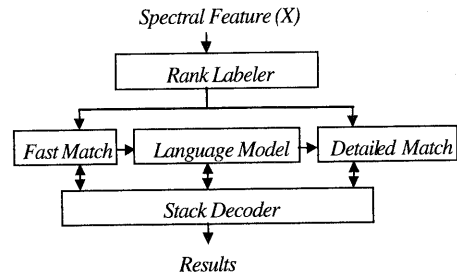 Spectral Feature (X)
Rank Labeler
Fast Match
Language Model
Detailed Match
Stack Decoder
Results